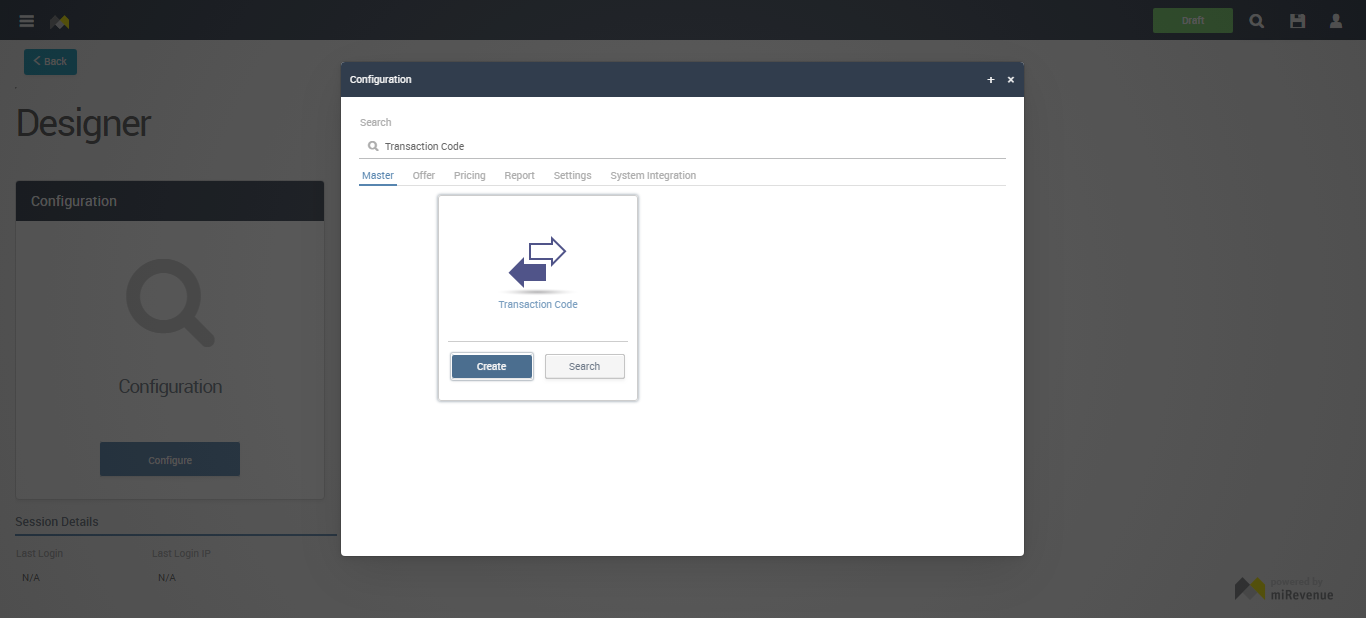 Draft
Back
Designer
Configuration
Configuration
Configure
Session Details
Last Login Last Login IP
N/A N/A
Configuration + ×
Search
Transaction Code
Master Offer Pricing Report Settings System Integration
Transaction Code
Create Search
powered by
miRevenue